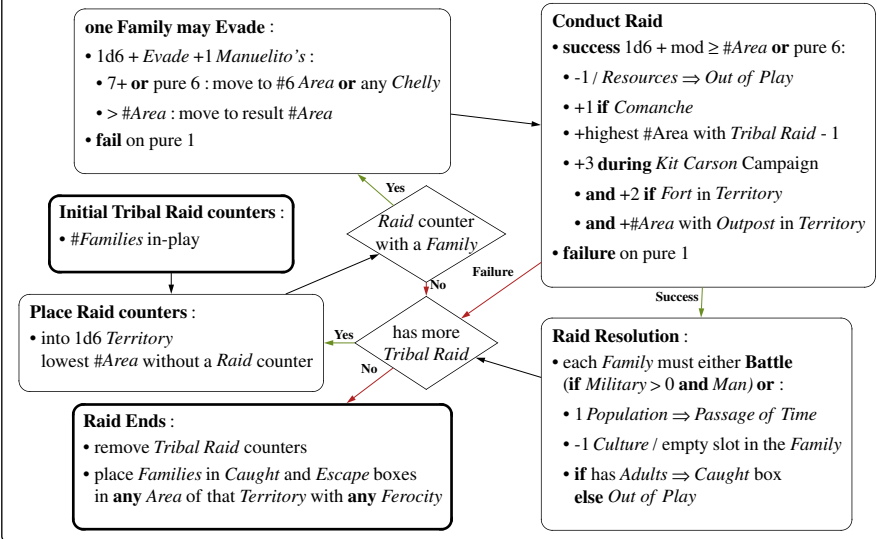 one Family may Evade :
• 1d6 + Evade +1 Manuelito's :
• 7+ or pure 6 : move to #6 Area or any Chelly
• > #Area : move to result #Area
• fail on pure 1
Conduct Raid
• success 1d6 + mod ≥ #Area or pure 6:
• -1 / Resources ⇒ Out of Play
• +1 if Comanche
• +highest #Area with Tribal Raid - 1
• +3 during Kit Carson Campaign
• and +2 if Fort in Territory
• and +#Area with Outpost in Territory
• failure on pure 1
Yes
Initial Tribal Raid counters :
• #Families in-play
Raid counter
with a Family
No
Failure
Success
Place Raid counters :
• into 1d6 Territory
lowest #Area without a Raid counter
Yes
has more
Tribal Raid
No
Raid Resolution :
• each Family must either Battle
(if Military > 0 and Man) or :
• 1 Population ⇒ Passage of Time
• -1 Culture / empty slot in the Family
• if has Adults ⇒ Caught box
else Out of Play
Raid Ends :
• remove Tribal Raid counters
• place Families in Caught and Escape boxes
in any Area of that Territory with any Ferocity